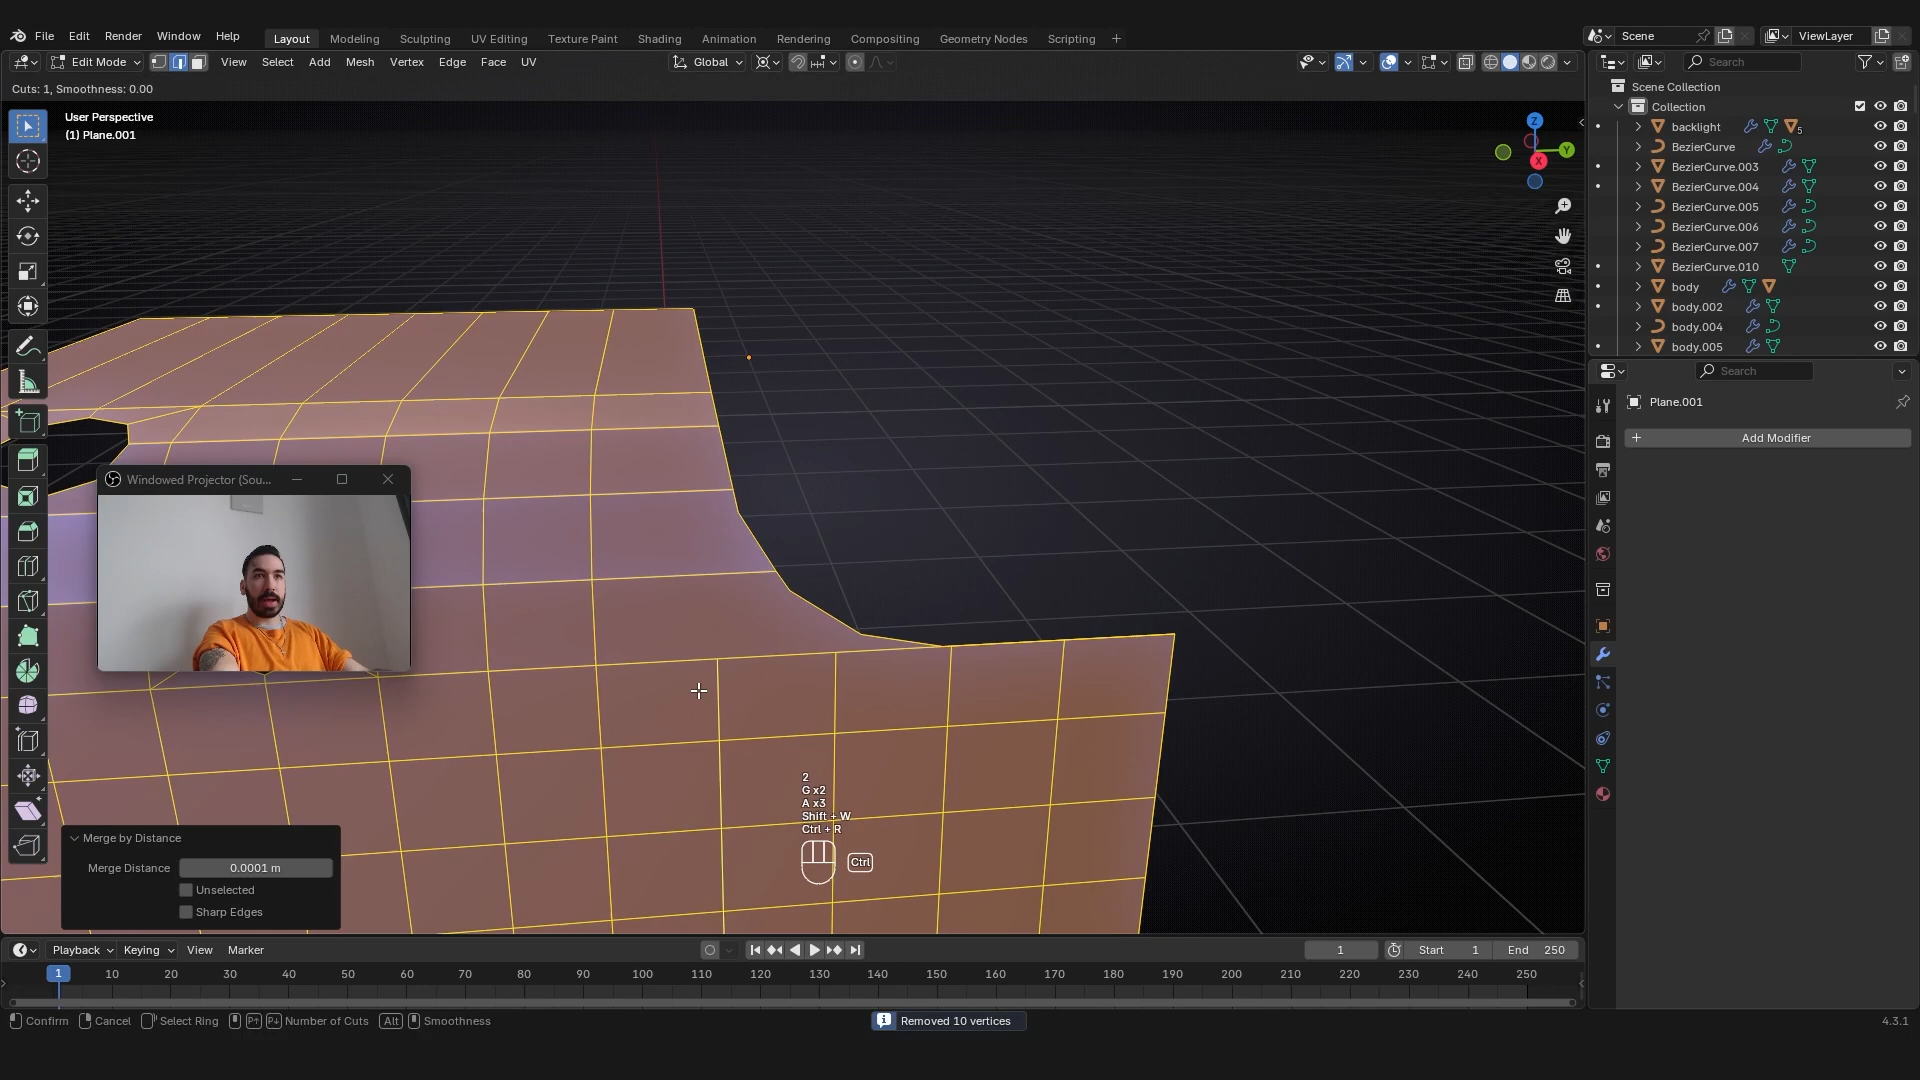 File Edit Render Window Help Layout Modeling Sculpting UV Editing Texture Paint Shading Animation Rendering Compositing Geometry Nodes Scripting + Scene ViewLayer
Edit Mode View Select Add Mesh Vertex Edge Face UV Global Search
Cuts: 1, Smoothness: 0.00
User Perspective
(1) Plane.001
Z
Y
X
Scene Collection
Collection
backlight 5
BezierCurve
BezierCurve.003
BezierCurve.004
BezierCurve.005
BezierCurve.006
BezierCurve.007
BezierCurve.010
body
body.002
body.004
body.005
Search
Plane.001
+ Add Modifier
Windowed Projector (Sou...
2
G x2
A x3
Shift + W
Ctrl + R
Ctrl
Merge by Distance
Merge Distance 0.0001 m
Unselected
Sharp Edges
Playback Keying View Marker 1 Start 1 End 250
1 10 20 30 40 50 60 70 80 90 100 110 120 130 140 150 160 170 180 190 200 210 220 230 240 250
Confirm Cancel Select Ring Number of Cuts Alt Smoothness Removed 10 vertices 4.3.1